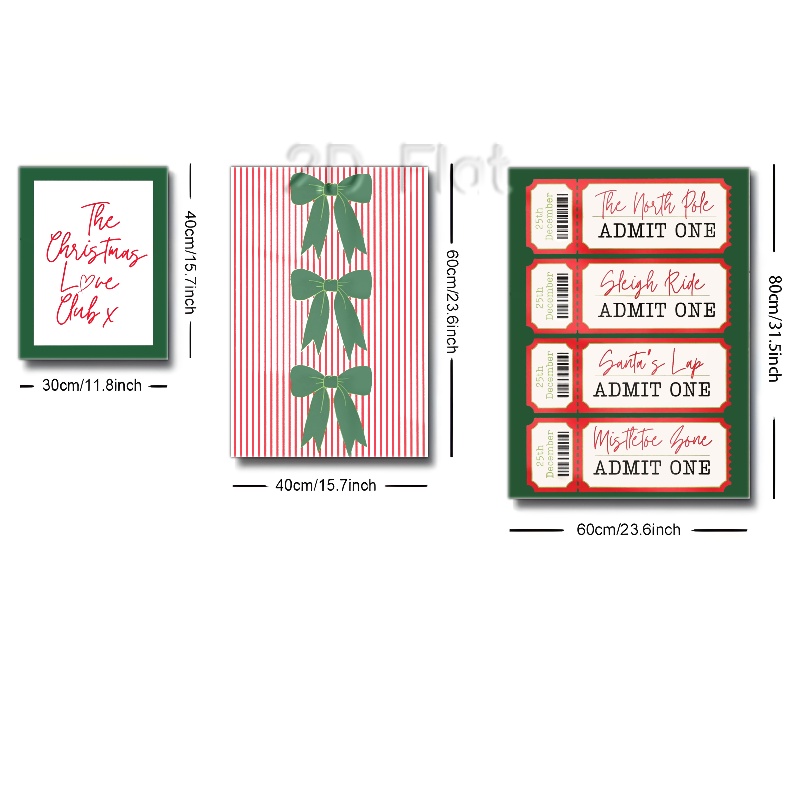 2D Flat
The
Christmas
Love
Club x
40cm/15.7inch
30cm/11.8inch
60cm/23.6inch
40cm/15.7inch
25th
December
The North Pole
ADMIT ONE
25th
December
Sleigh Ride
ADMIT ONE
25th
December
Santa's Lap
ADMIT ONE
25th
December
Mistletoe Zone
ADMIT ONE
80cm/31.5inch
60cm/23.6inch